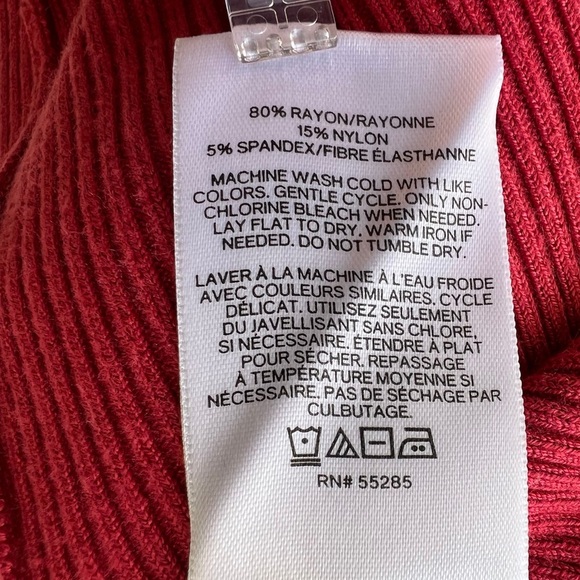 80% RAYON/RAYONNE
15% NYLON
5% SPANDEX/FIBRE ÉLASTHANNE
MACHINE WASH COLD WITH LIKE
COLORS. GENTLE CYCLE. ONLY NON-
CHLORINE BLEACH WHEN NEEDED.
LAY FLAT TO DRY. WARM IRON IF
NEEDED. DO NOT TUMBLE DRY.
LAVER À LA MACHINE À L'EAU FROIDE
AVEC COULEURS SIMILAIRES. CYCLE
DÉLICAT. UTILISEZ SEULEMENT
DU JAVELLISANT SANS CHLORE,
SI NÉCESSAIRE. ÉTENDRE À PLAT
POUR SÉCHER. REPASSAGE
À TEMPÉRATURE MOYENNE SI
NÉCESSAIRE. PAS DE SÉCHAGE PAR
CULBUTAGE.
RN# 55285